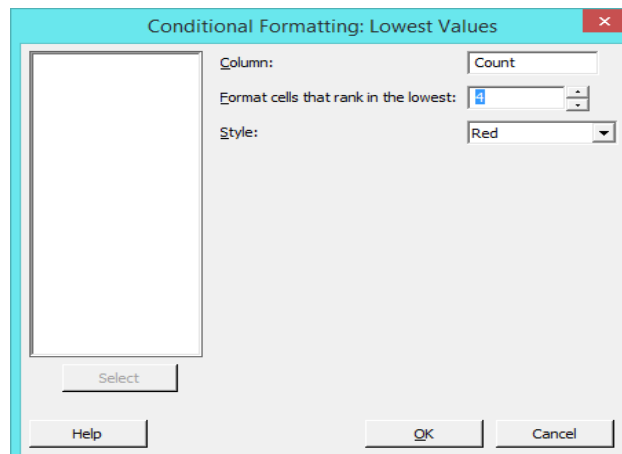 Conditional Formatting: Lowest Values
Column: Count
Format cells that rank in the lowest: 4
Style: Red
Select
Help OK Cancel